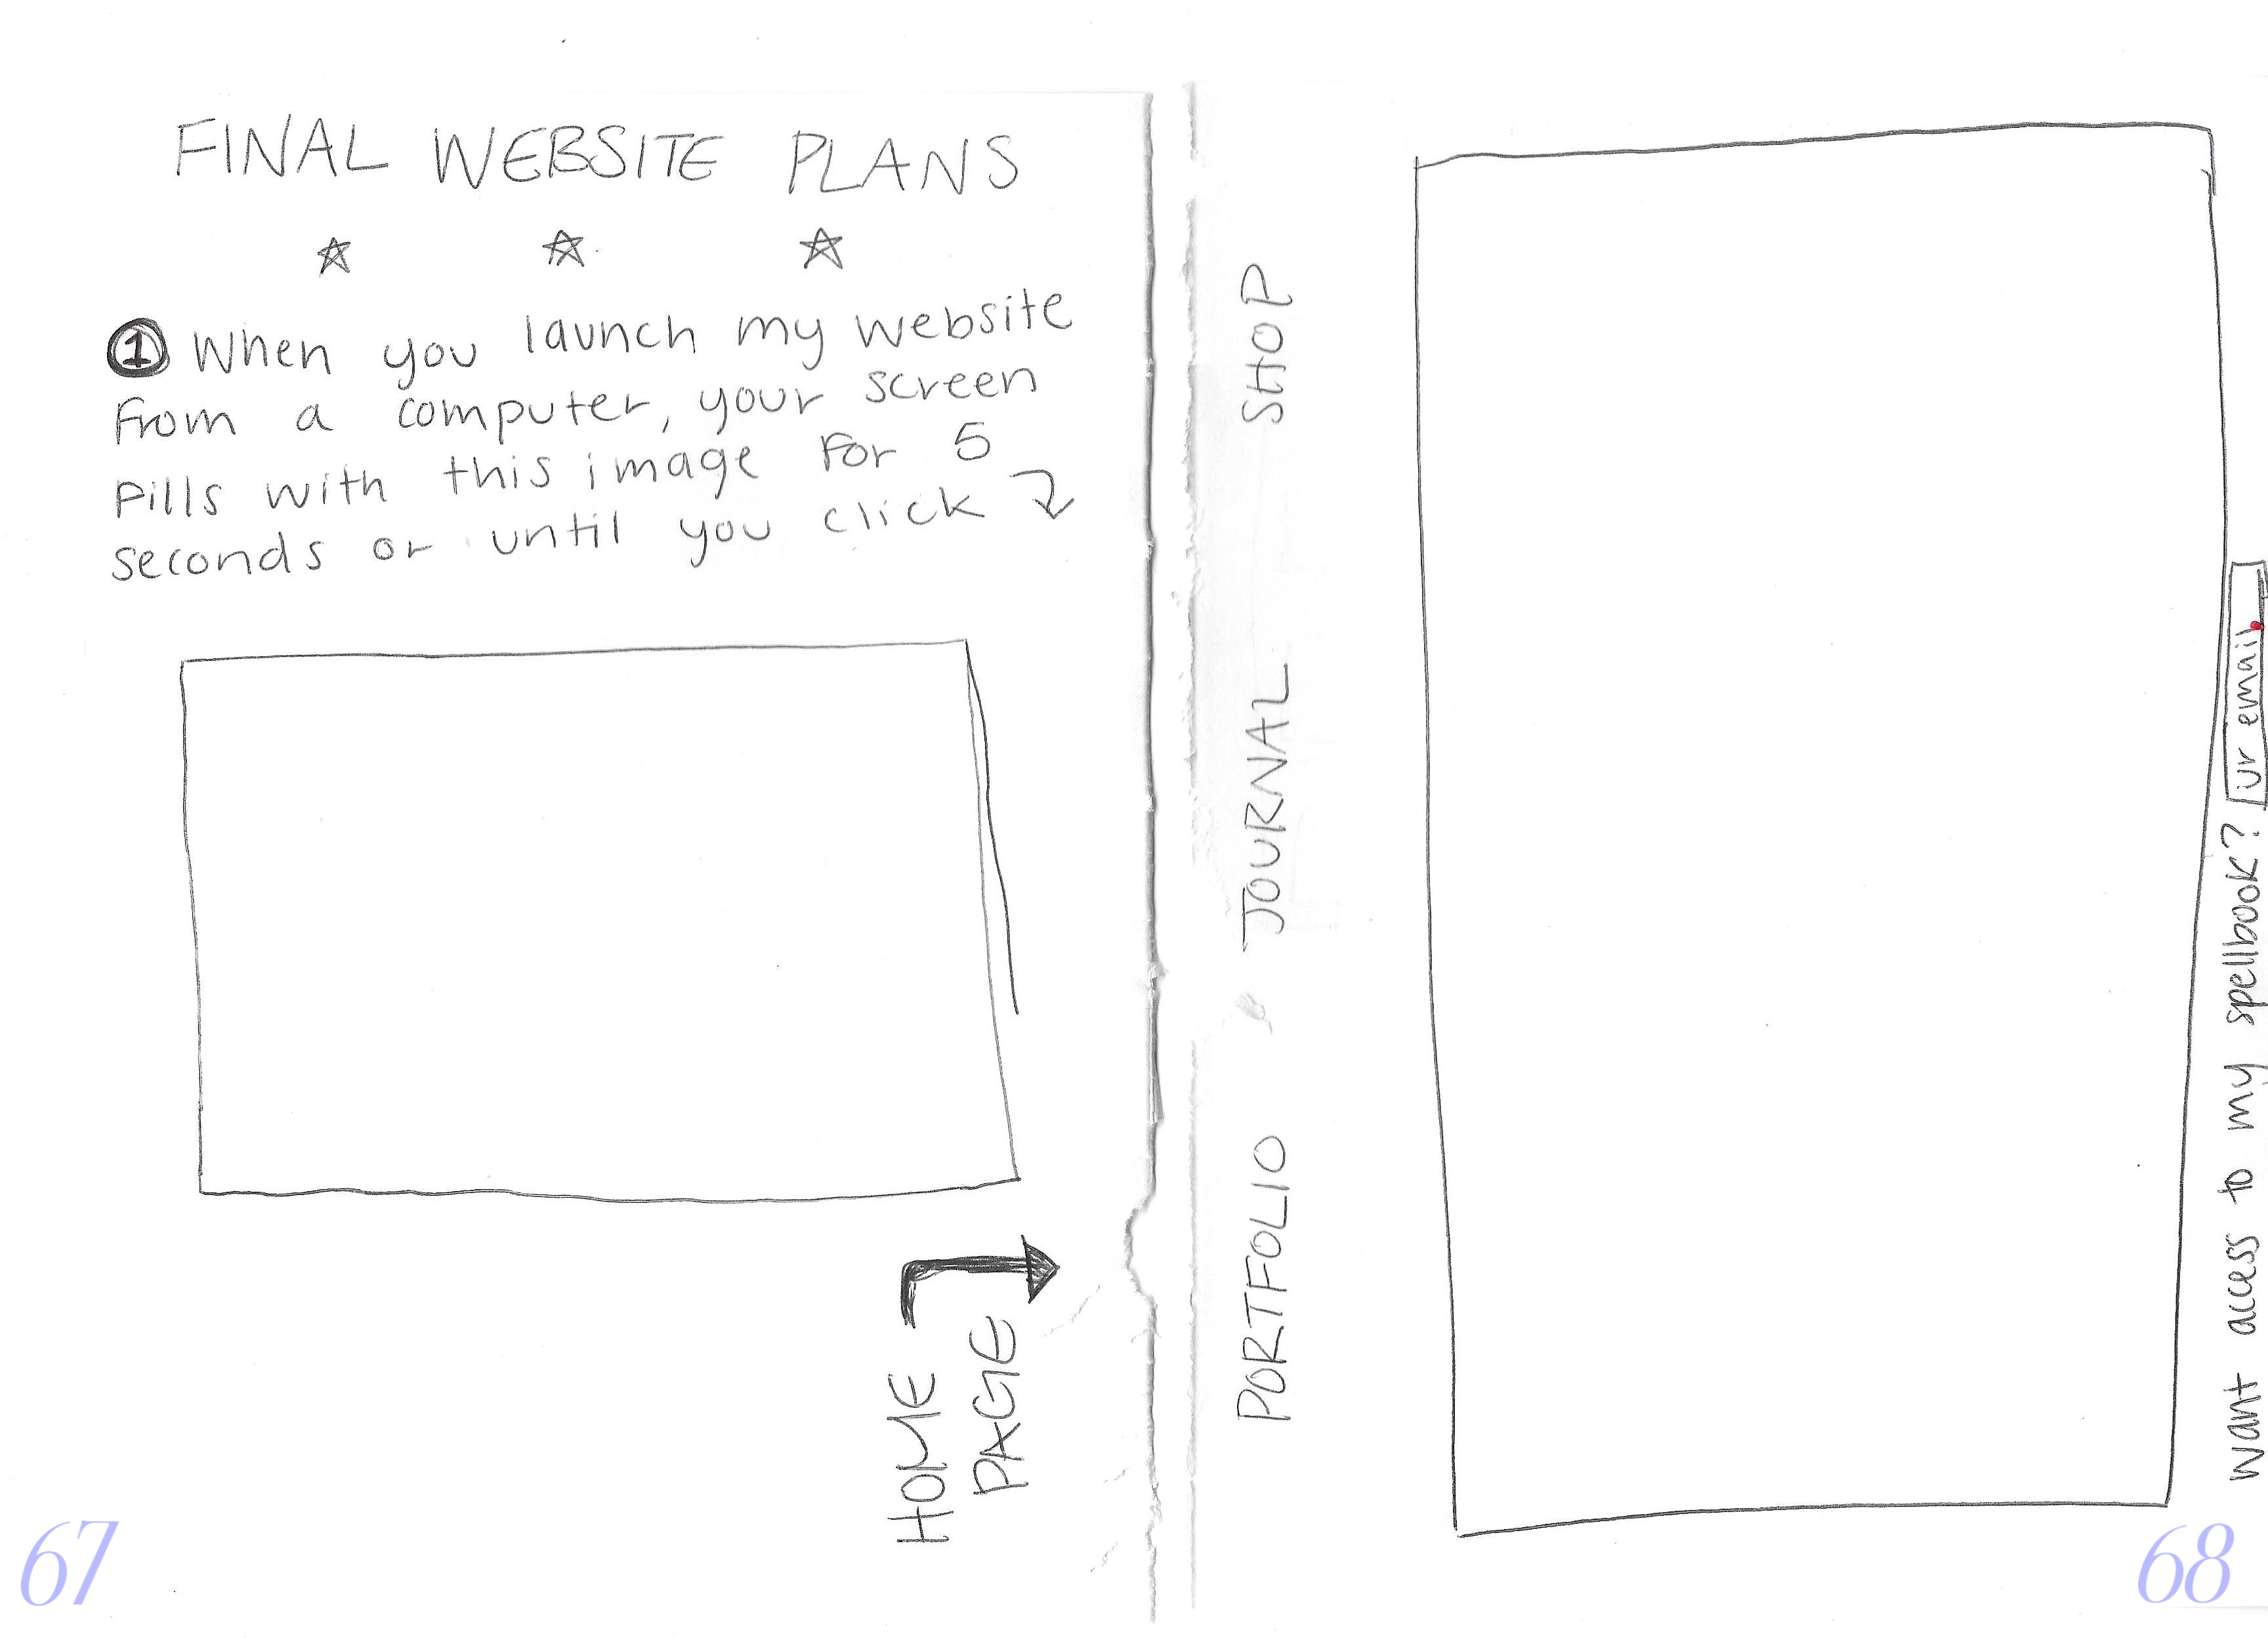 FINAL WEBSITE PLANS
① When you launch my website
from a computer, your screen
fills with this image for 5
seconds or until you click
HOME
PAGE
67
PORTFOLIO JOURNAL SHOP
want access to my spellbook? ur email
68